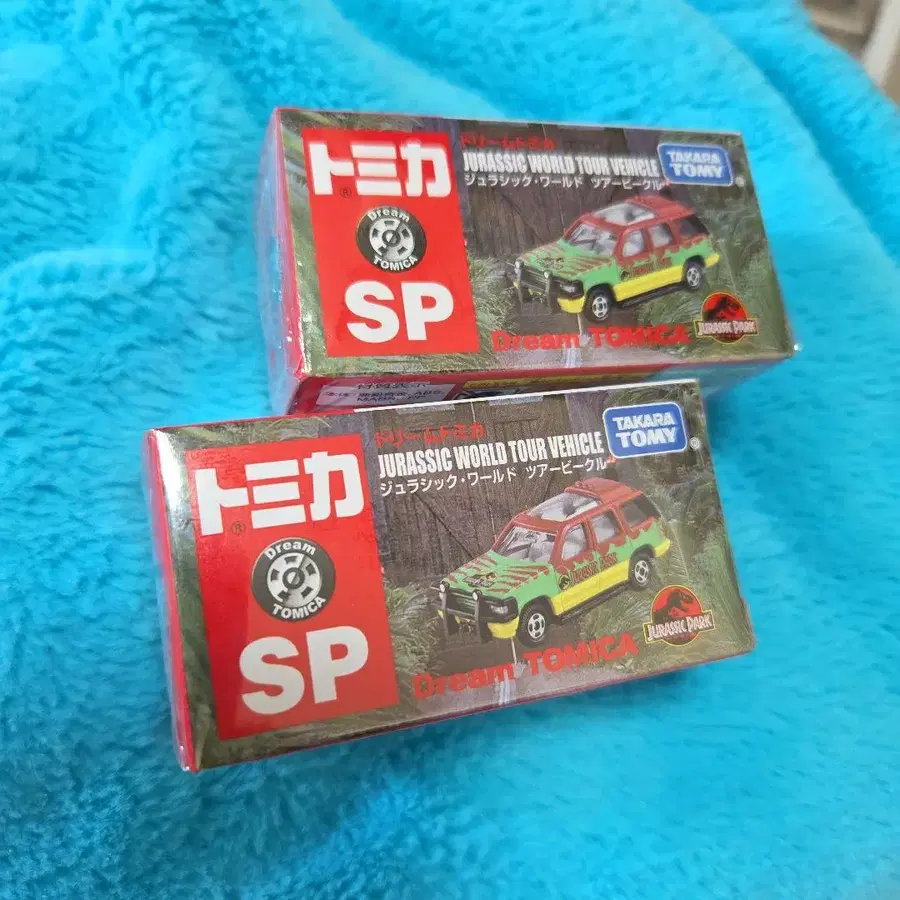 トミカ
Dream
TOMICA
SP
ドリームトミカ
JURASSIC WORLD TOUR VEHICLE
ジュラシック・ワールド ツアービークル
TAKARA
TOMY
JURASSIC PARK
Dream TOMICA
トミカ
Dream
TOMICA
SP
ドリームトミカ
JURASSIC WORLD TOUR VEHICLE
ジュラシック・ワールド ツアービークル
TAKARA
TOMY
JURASSIC PARK
Dream TOMICA